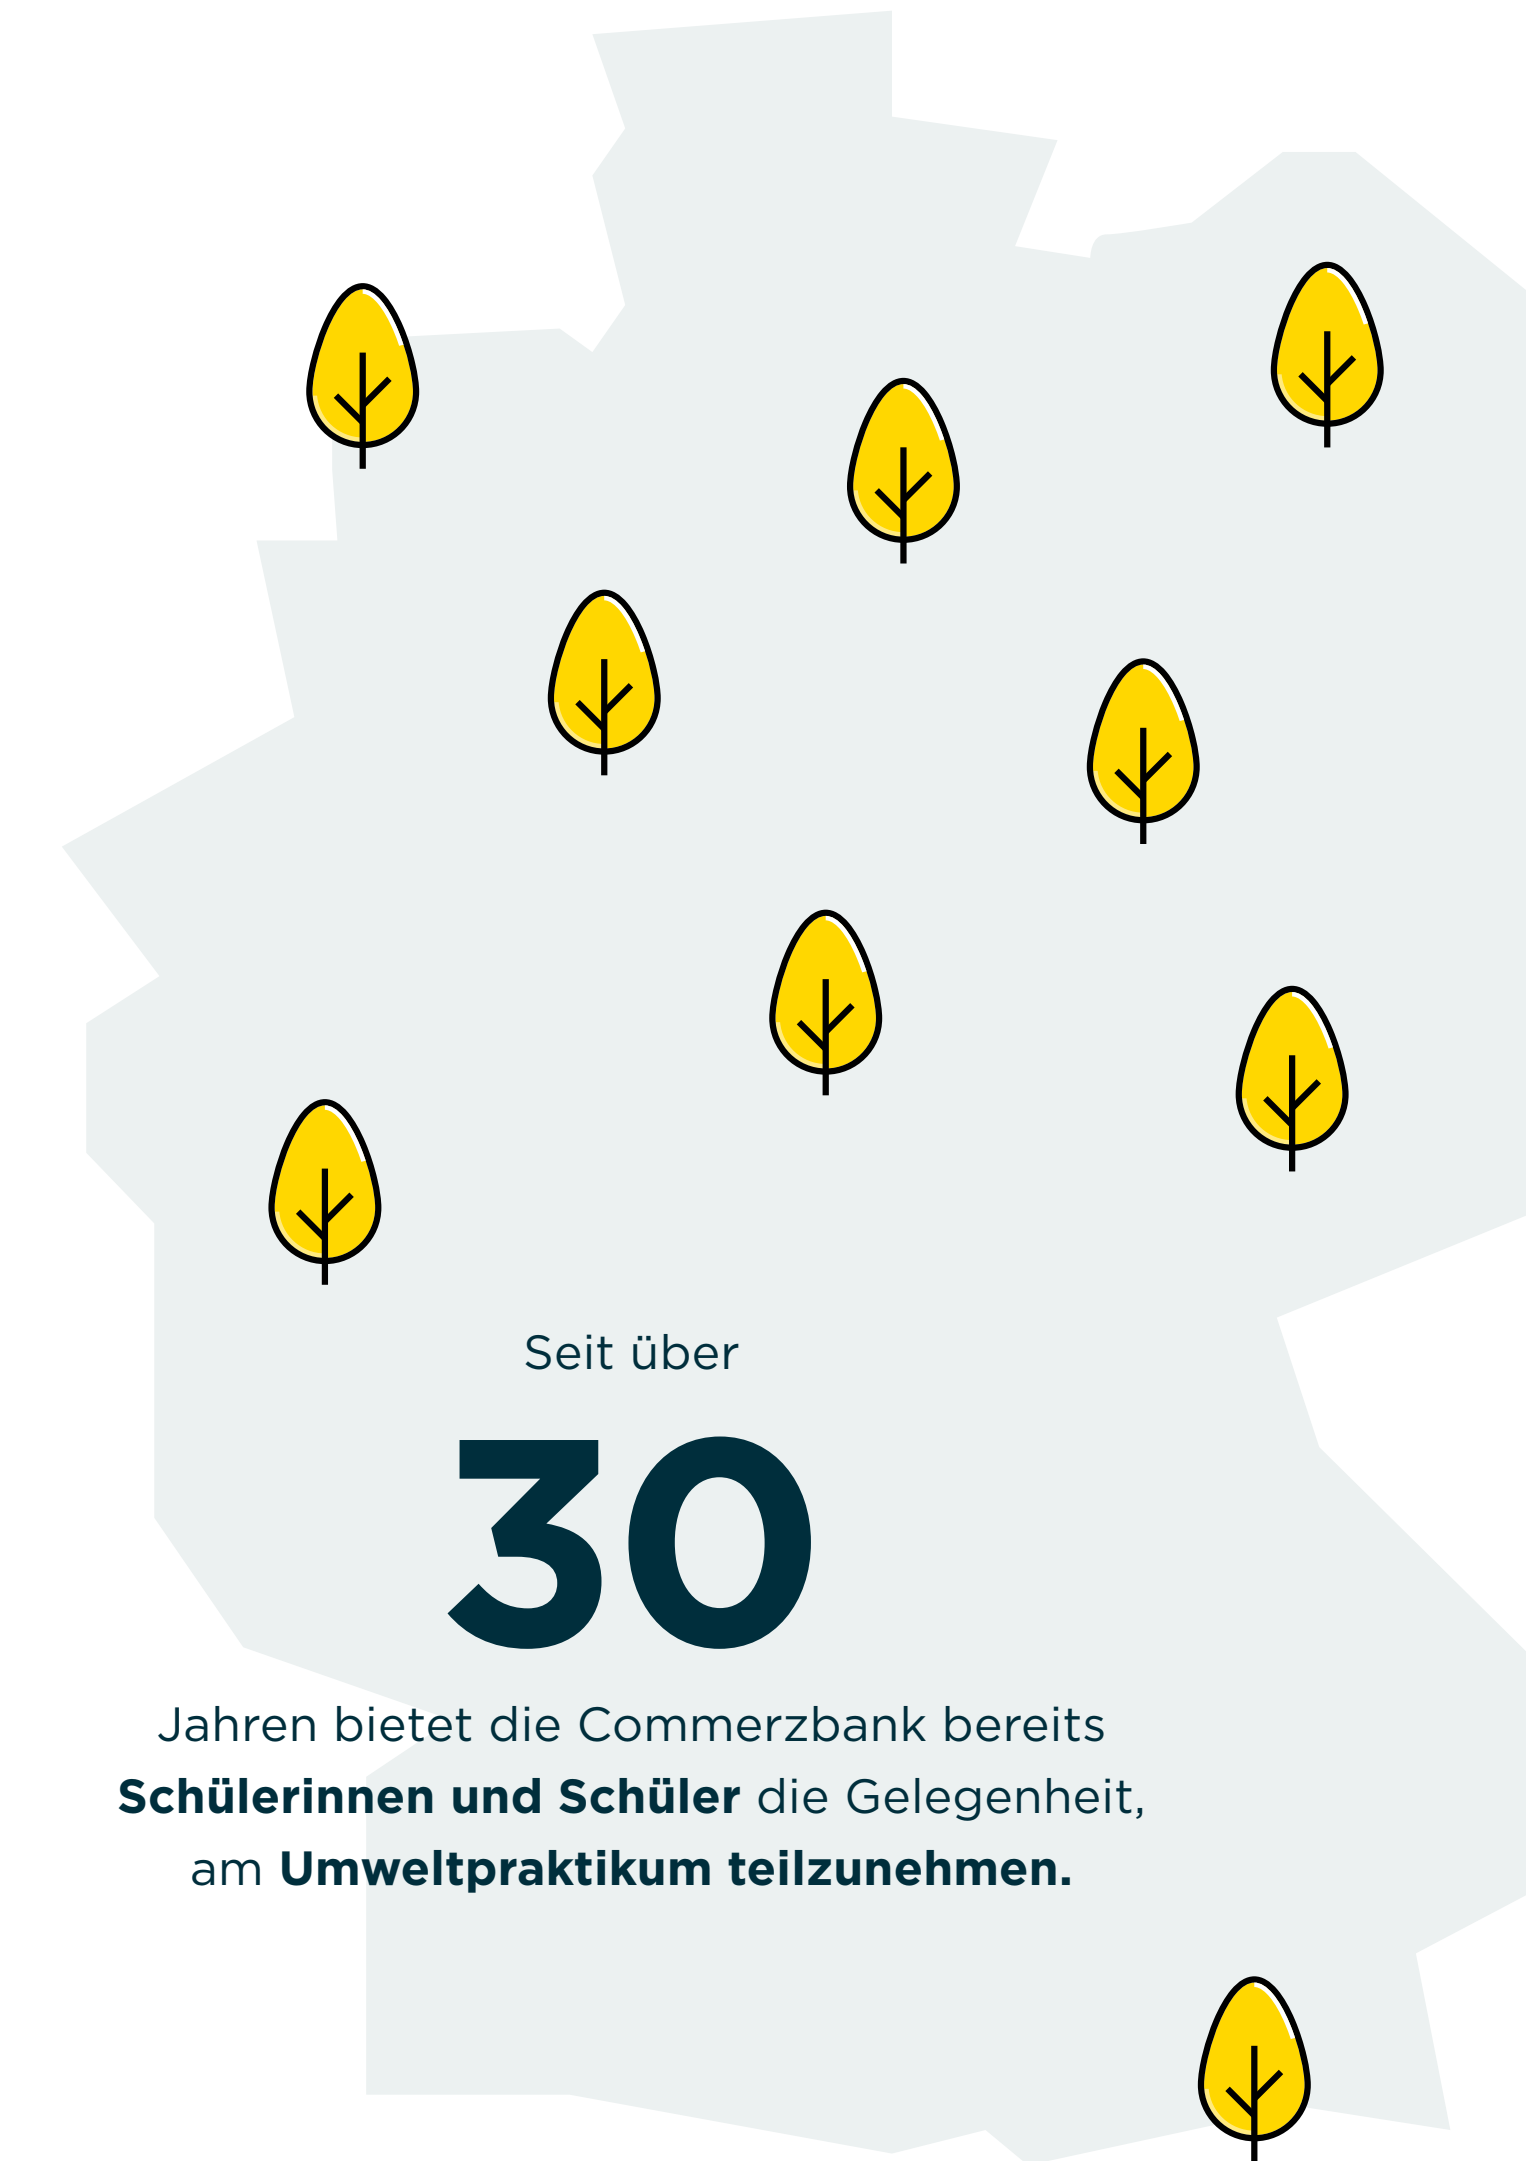 Seit über
30
Jahren bietet die Commerzbank bereits
Schülerinnen und Schüler die Gelegenheit,
am Umweltpraktikum teilzunehmen.